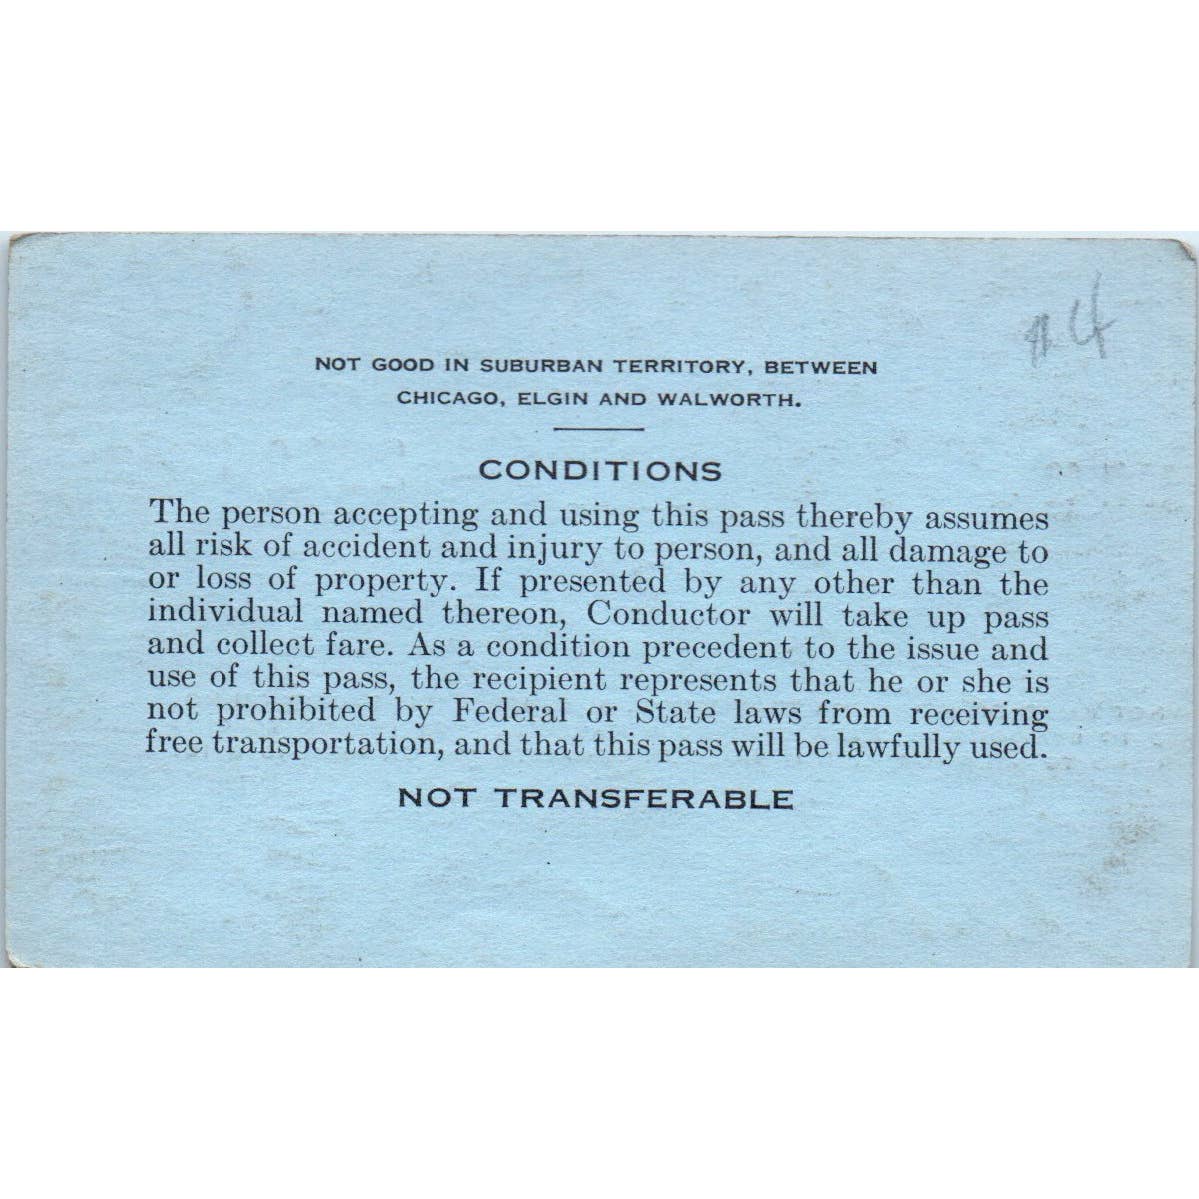 #4
NOT GOOD IN SUBURBAN TERRITORY, BETWEEN
CHICAGO, ELGIN AND WALWORTH.
CONDITIONS
The person accepting and using this pass thereby assumes
all risk of accident and injury to person, and all damage to
or loss of property. If presented by any other than the
individual named thereon, Conductor will take up pass
and collect fare. As a condition precedent to the issue and
use of this pass, the recipient represents that he or she is
not prohibited by Federal or State laws from receiving
free transportation, and that this pass will be lawfully used.
NOT TRANSFERABLE